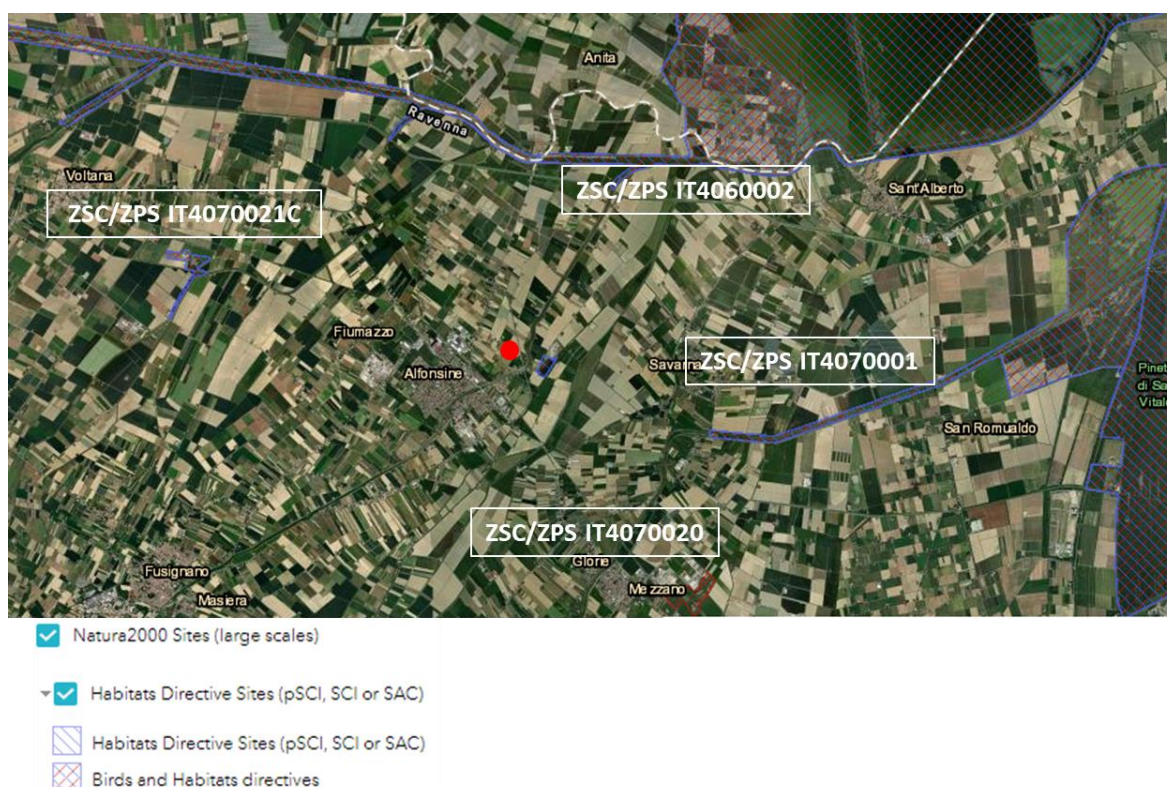 Anita
Ravenna
Voltana
ZSC/ZPS IT4060002
Sant'Alberto
ZSC/ZPS IT4070021C
Fiumazzo
Alfonsine
Savarna
ZSC/ZPS IT4070001
Pinet
di Sa
Vitale
San Romualdo
ZSC/ZPS IT4070020
Glorie
Fusignano
Mezzano
Masiera
Natura2000 Sites (large scales)
Habitats Directive Sites (pSCI, SCI or SAC)
Habitats Directive Sites (pSCI, SCI or SAC)
Birds and Habitats directives